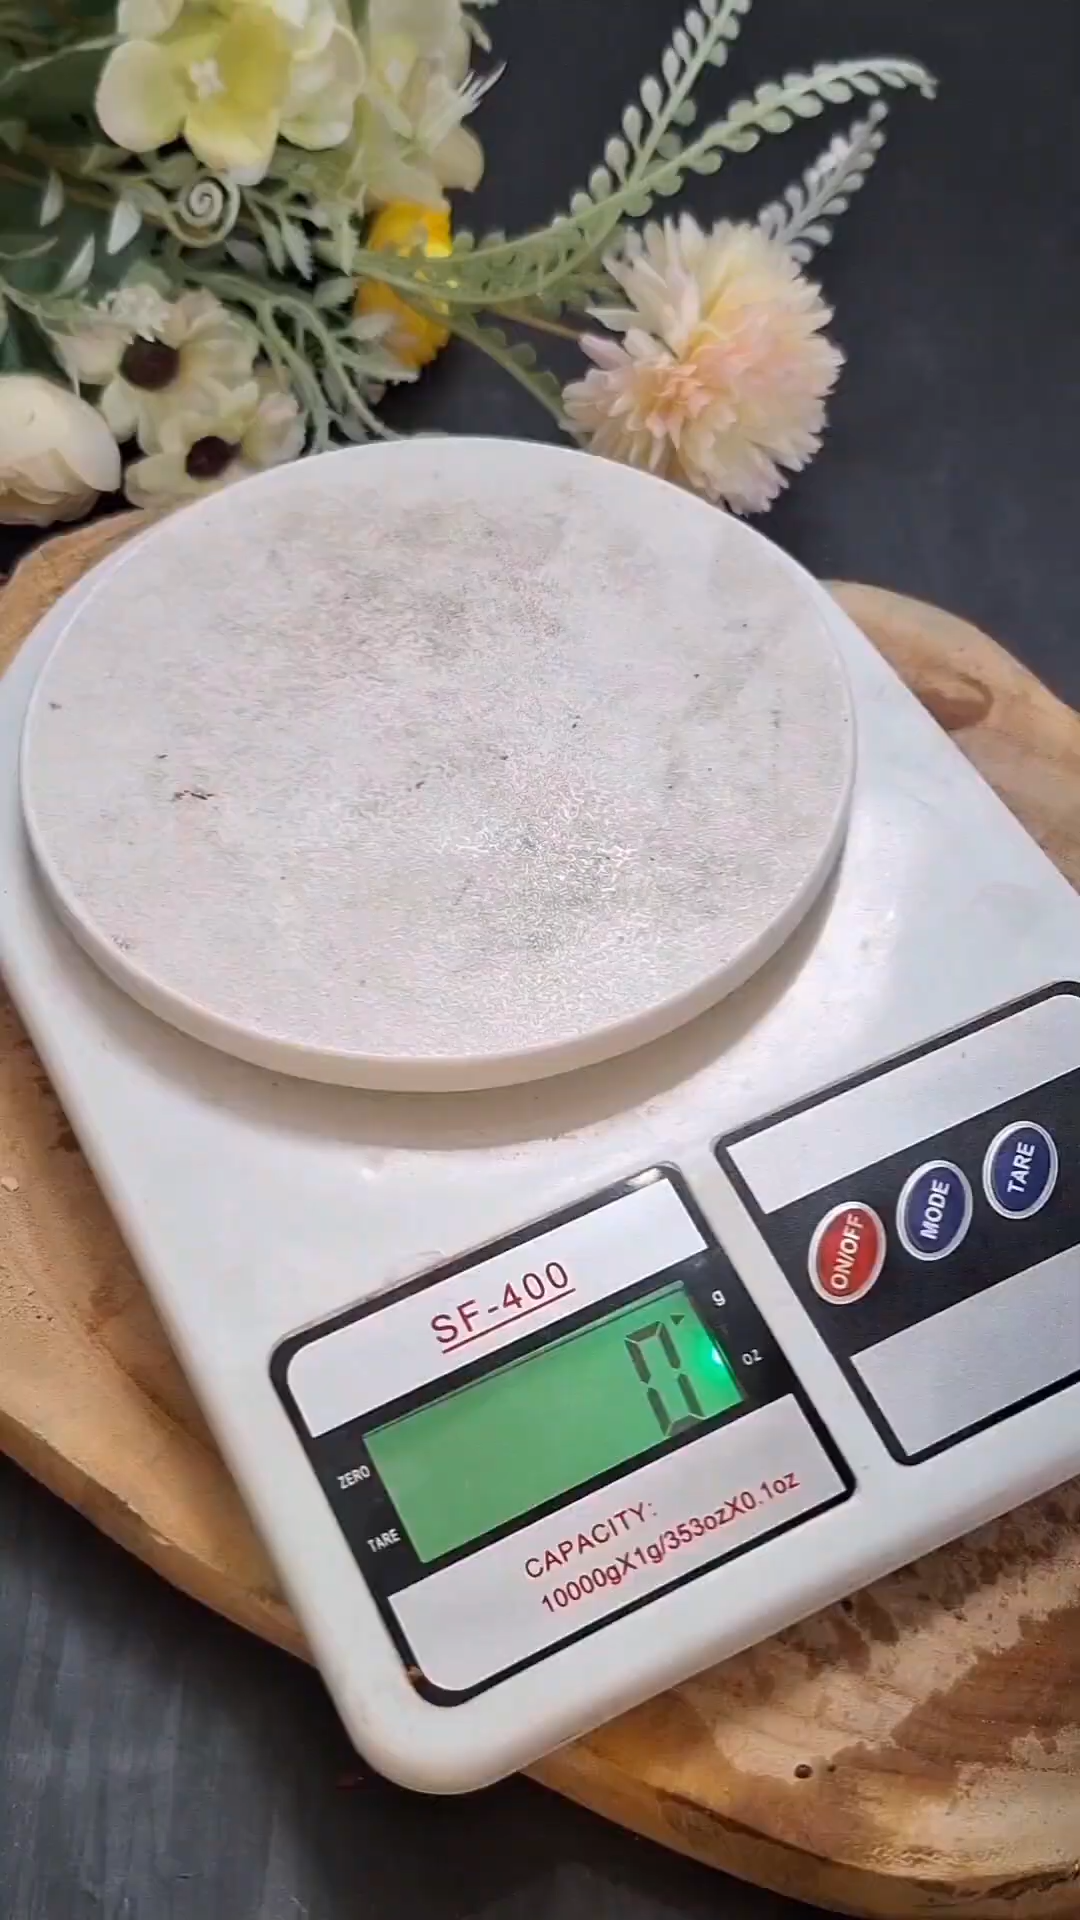 SF-400
0
g
oz
ZERO
TARE
CAPACITY:
10000gX1g/353ozX0.1oz
ON/OFF
MODE
TARE